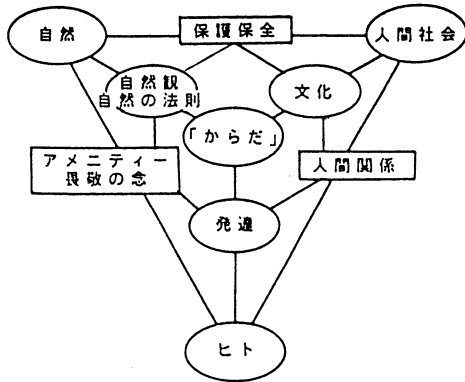 自然
保護保全
人間社会
自然観
自然の法則
文化
「からだ」
アメニティー
畏敬の念
人間関係
発達
ヒト